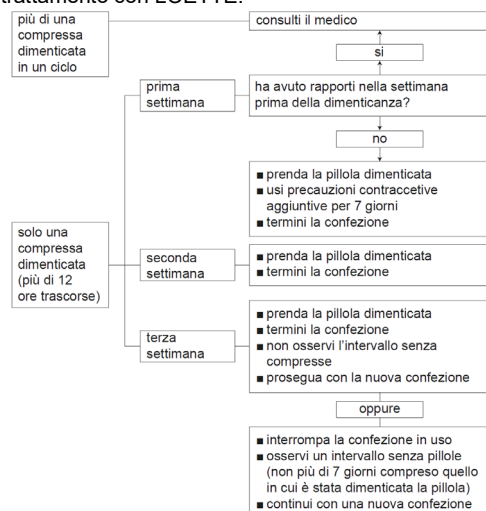 trattamento con LOETTE.
più di una
compressa
dimenticata
in un ciclo
consulti il medico
si
prima
settimana
ha avuto rapporti nella settimana
prima della dimenticanza?
no
■ prenda la pillola dimenticata
■ usi precauzioni contraccetive
aggiuntive per 7 giorni
■ termini la confezione
solo una
compressa
dimenticata
(più di 12
ore trascorse)
seconda
settimana
■ prenda la pillola dimenticata
■ termini la confezione
terza
settimana
■ prenda la pillola dimenticata
■ termini la confezione
■ non osservi l'intervallo senza
compresse
■ prosegua con la nuova confezione
oppure
■ interrompa la confezione in uso
■ osservi un intervallo senza pillole
(non più di 7 giorni compreso quello
in cui è stata dimenticata la pillola)
■ continui con una nuova confezione